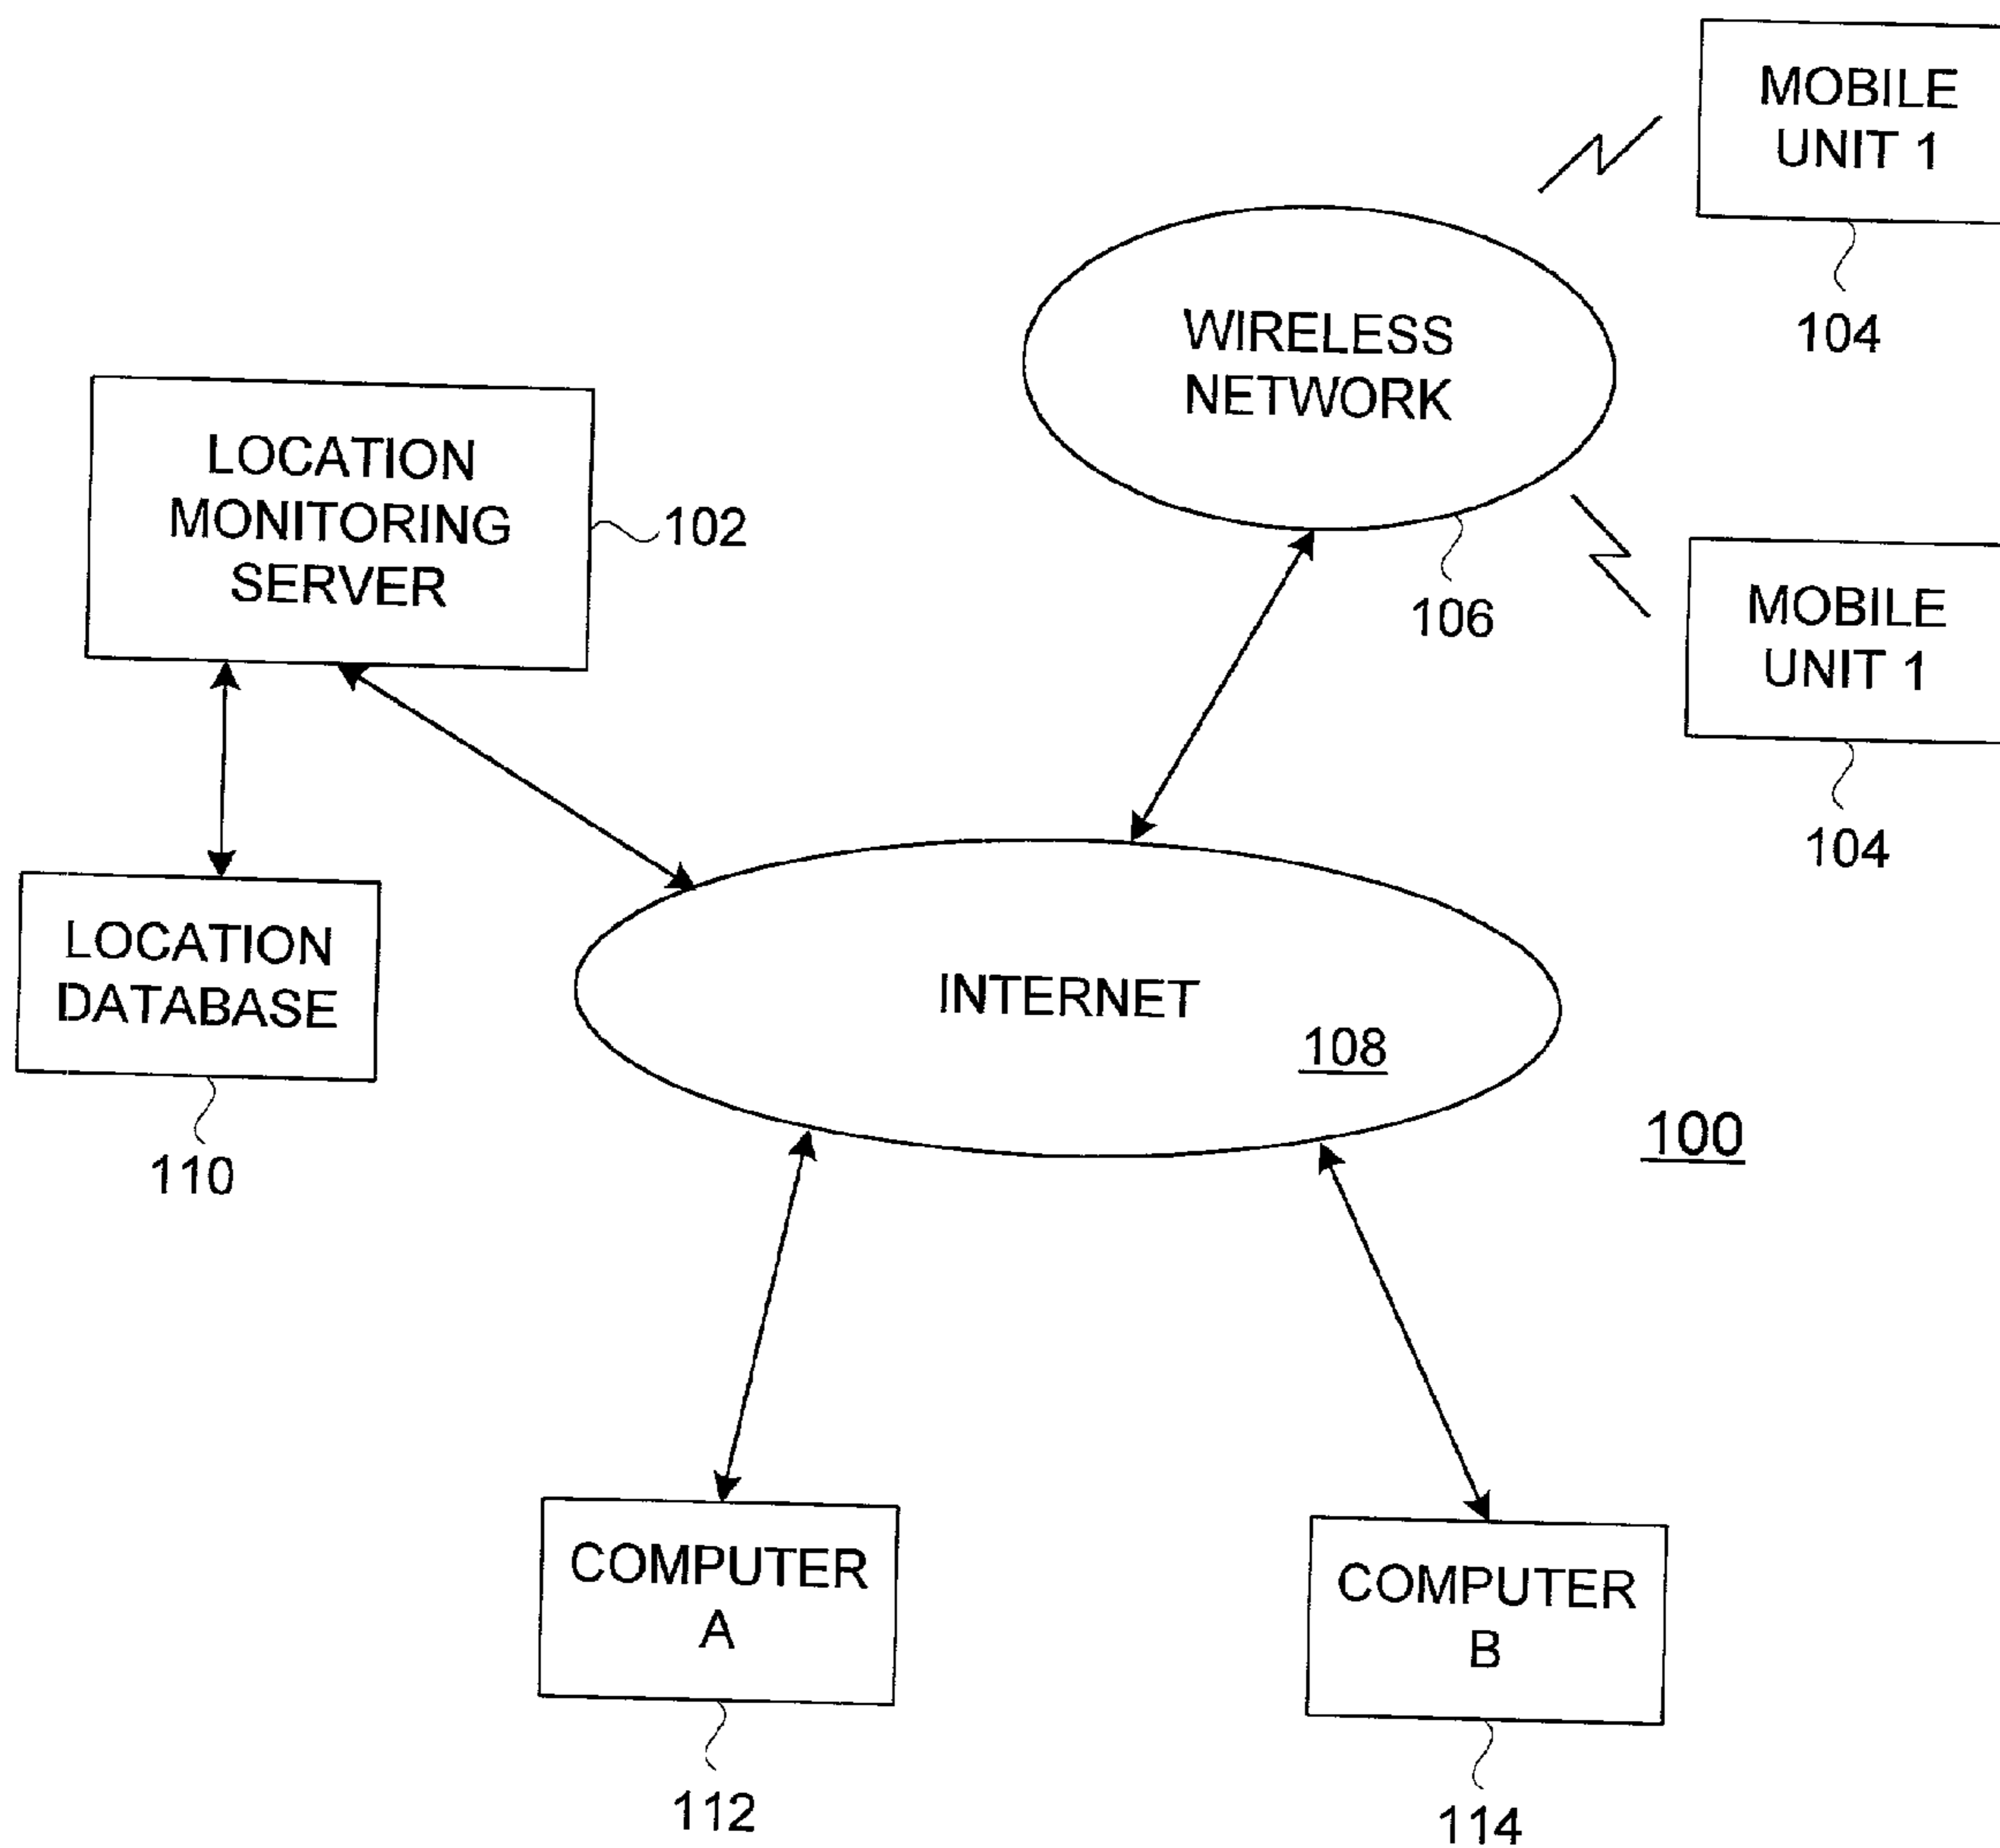 MOBILE
UNIT 1
104
WIRELESS
NETWORK
106
LOCATION
MONITORING
SERVER
102
MOBILE
UNIT 1
104
LOCATION
DATABASE
110
INTERNET
108
100
COMPUTER
A
112
COMPUTER
B
114